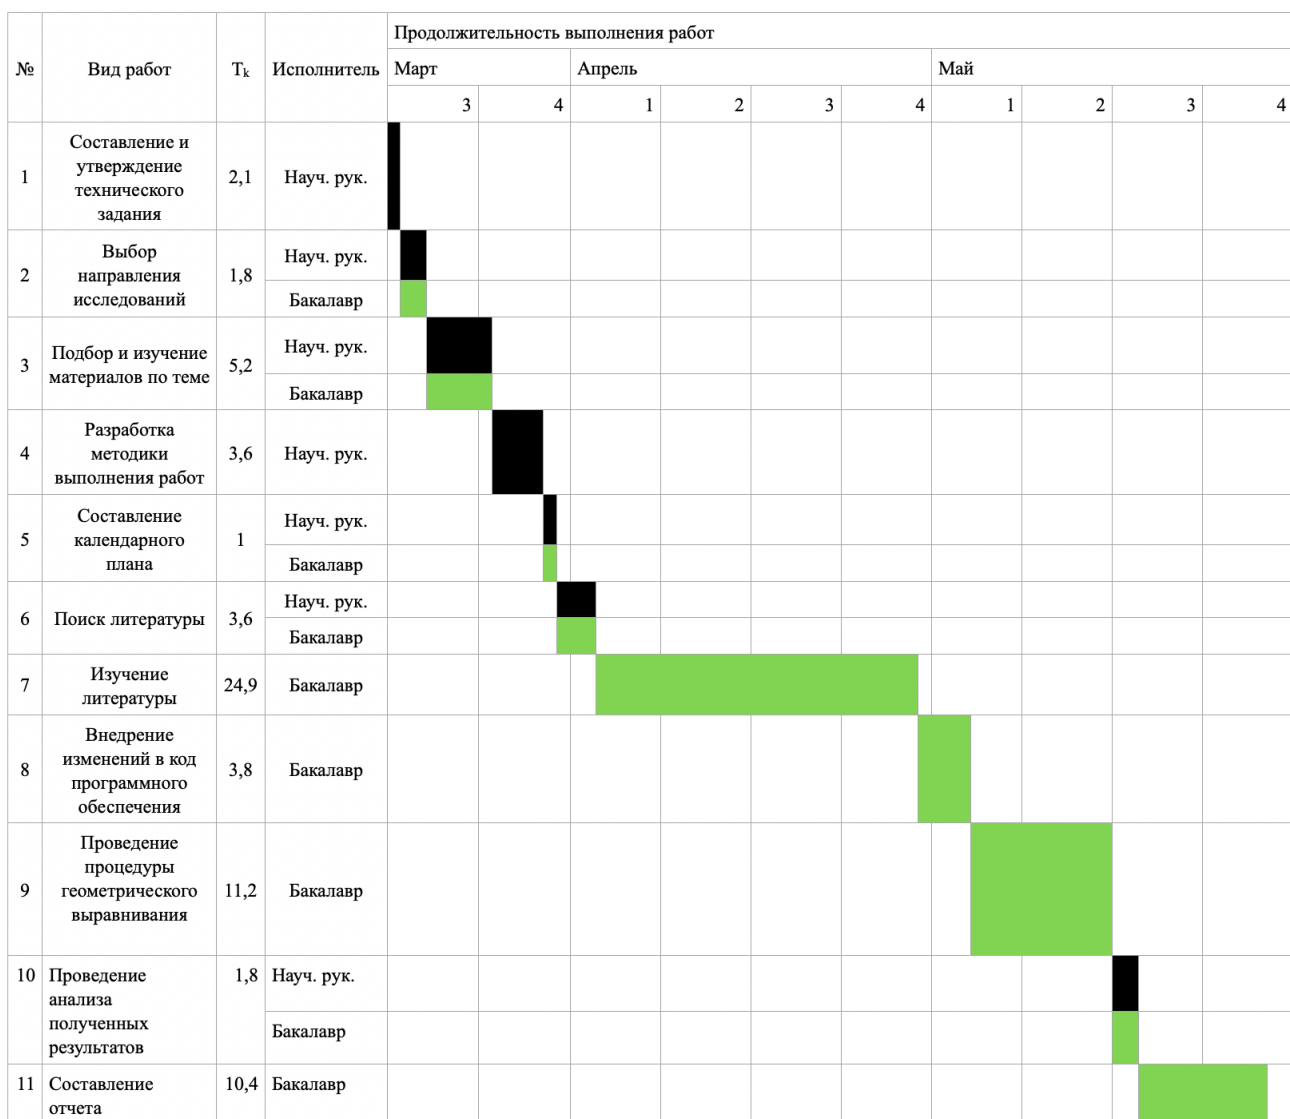 Продолжительность выполнения работ
№ Вид работ Tk Исполнитель Март Апрель Май
3 4 1 2 3 4 1 2 3 4
Составление и
утверждение
1 2,1 Науч. рук.
технического
задания
Выбор
Науч. рук.
2 направления 1,8
исследований Бакалавр
Науч. рук.
3 Подбор и изучение 5,2
материалов по теме
Бакалавр
Разработка
4 методики 3,6 Науч. рук.
выполнения работ
Составление
Науч. рук.
5 календарного 1
плана Бакалавр
Науч. рук.
6 Поиск литературы 3,6
Бакалавр
Изучение
7 24,9 Бакалавр
литературы
Внедрение
изменений в код
8 3,8 Бакалавр
программного
обеспечения
Проведение
процедуры
9 геометрического 11,2 Бакалавр
выравнивания
10 Проведение 1,8 Науч. рук.
анализа
полученных Бакалавр
результатов
11 Составление 10,4 Бакалавр
отчета